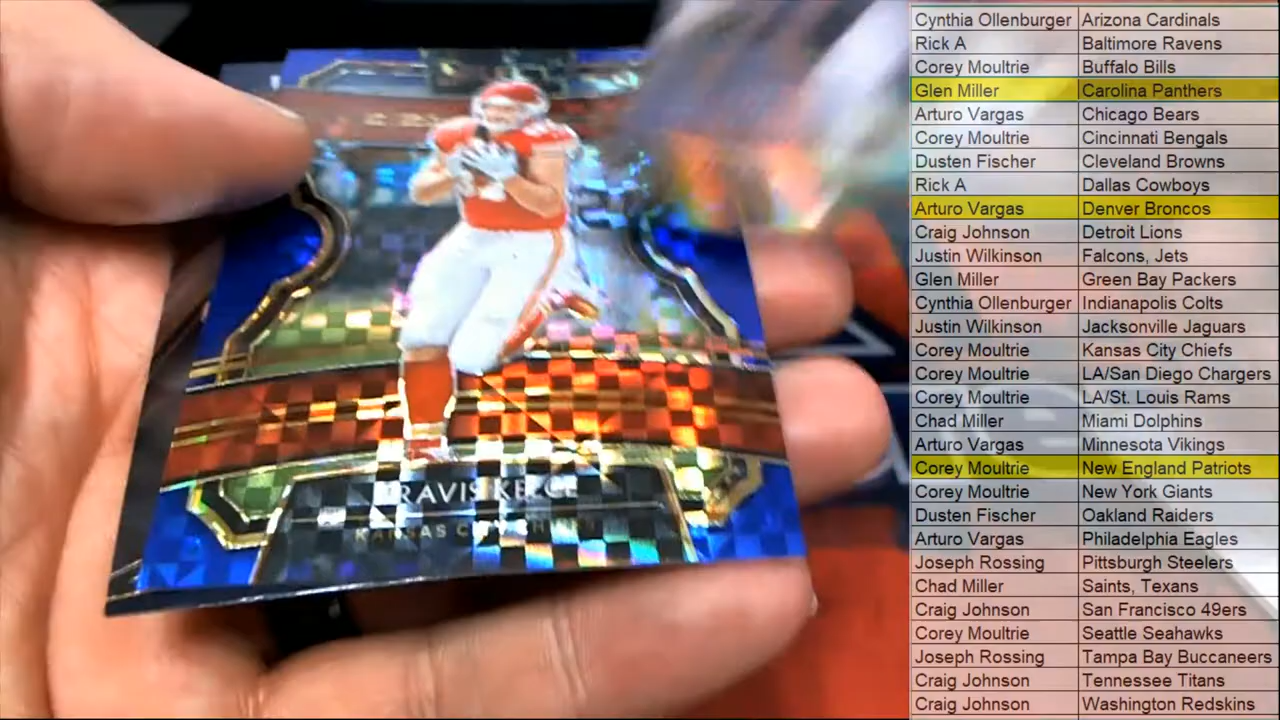 TRAVIS KELCE
KANSAS CITY CHIEFS
Cynthia Ollenburger Arizona Cardinals
Rick A Baltimore Ravens
Corey Moultrie Buffalo Bills
Glen Miller Carolina Panthers
Arturo Vargas Chicago Bears
Corey Moultrie Cincinnati Bengals
Dusten Fischer Cleveland Browns
Rick A Dallas Cowboys
Arturo Vargas Denver Broncos
Craig Johnson Detroit Lions
Justin Wilkinson Falcons, Jets
Glen Miller Green Bay Packers
Cynthia Ollenburger Indianapolis Colts
Justin Wilkinson Jacksonville Jaguars
Corey Moultrie Kansas City Chiefs
Corey Moultrie LA/San Diego Chargers
Corey Moultrie LA/St. Louis Rams
Chad Miller Miami Dolphins
Arturo Vargas Minnesota Vikings
Corey Moultrie New England Patriots
Corey Moultrie New York Giants
Dusten Fischer Oakland Raiders
Arturo Vargas Philadelphia Eagles
Joseph Rossing Pittsburgh Steelers
Chad Miller Saints, Texans
Craig Johnson San Francisco 49ers
Corey Moultrie Seattle Seahawks
Joseph Rossing Tampa Bay Buccaneers
Craig Johnson Tennessee Titans
Craig Johnson Washington Redskins